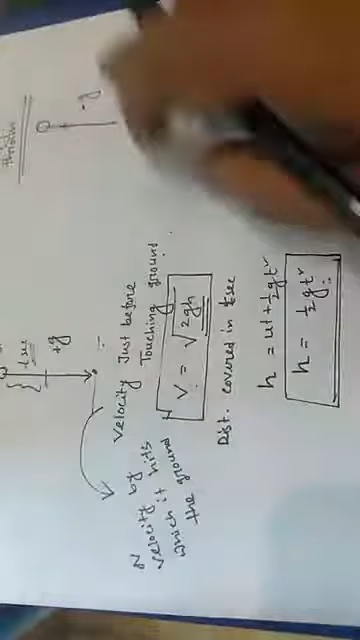 -g
t sec
+g
Velocity Just before
Touching ground
V = √2gh
or
velocity by
which it hits
the ground
Dist. covered in t sec
h = ut + ½gt²
h = ½gt²